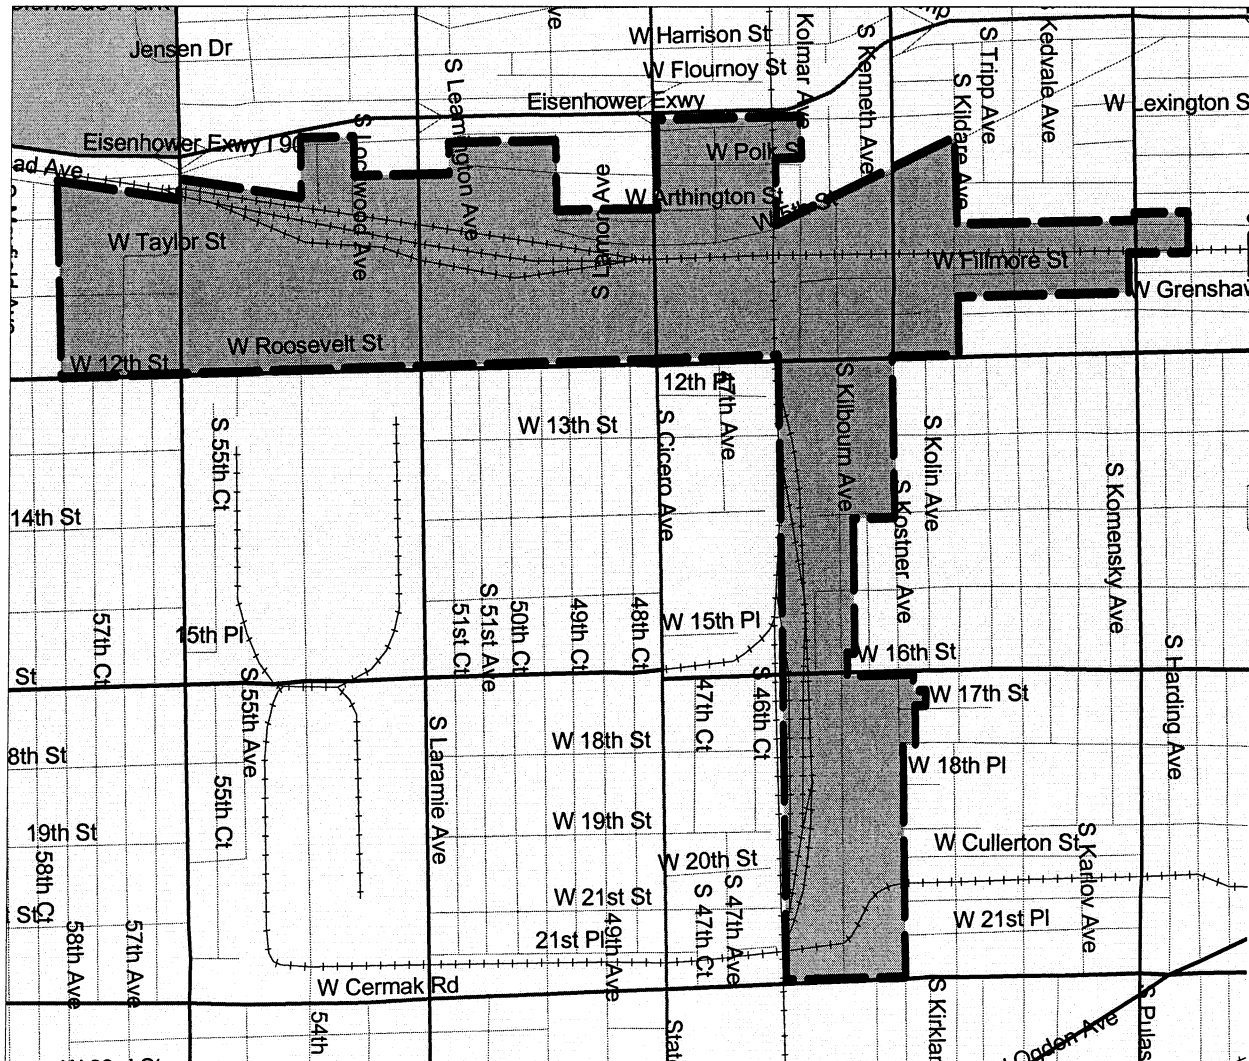 Jensen Dr
W Harrison St
W Flournoy St
Eisenhower Exwy
Kolmar Ave
S Kenneth Ave
S Tripp Ave
S Kedvale Ave
S Kildare Ave
W Lexington S
S Leamington Ave
Eisenhower Exwy I 90
S Lockwood Ave
ad Ave
W Polk S
W Arthington St
W 5th St
S Lamon Ave
W Taylor St
W Fillmore St
W Grenshaw
W Roosevelt St
W 12th St
12th Pl
47th Ave
W 13th St
S Cicero Ave
S Kilbourn Ave
S Kolin Ave
S Kostner Ave
S Komensky Ave
S 55th Ct
14th St
57th Ct
15th Pl
51st Ct
S 51st Ave
50th Ct
49th Ct
48th Ct
W 15th Pl
W 16th St
St
S 55th Ave
S Harding Ave
W 17th St
47th Ct
S 46th Ct
S Laramie Ave
W 18th St
8th St
W 18th Pl
55th Ct
19th St
W 19th St
58th Ct
W Cullerton St
S Karlov Ave
W 20th St
W 21st St
S 47th Ct
S 47th Ave
St
58th Ave
57th Ave
21st Pl
49th Ave
W 21st Pl
W Cermak Rd
54th
S Kirklan
S Pulas
Ogden Ave